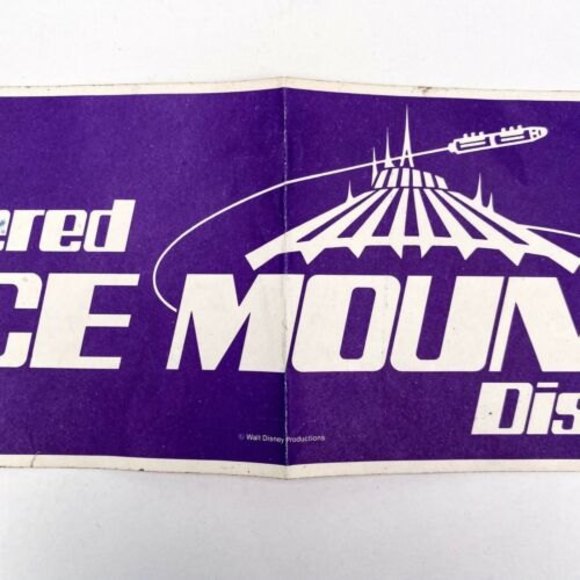 ered
CE MOUN
Dis
© Walt Disney Productions